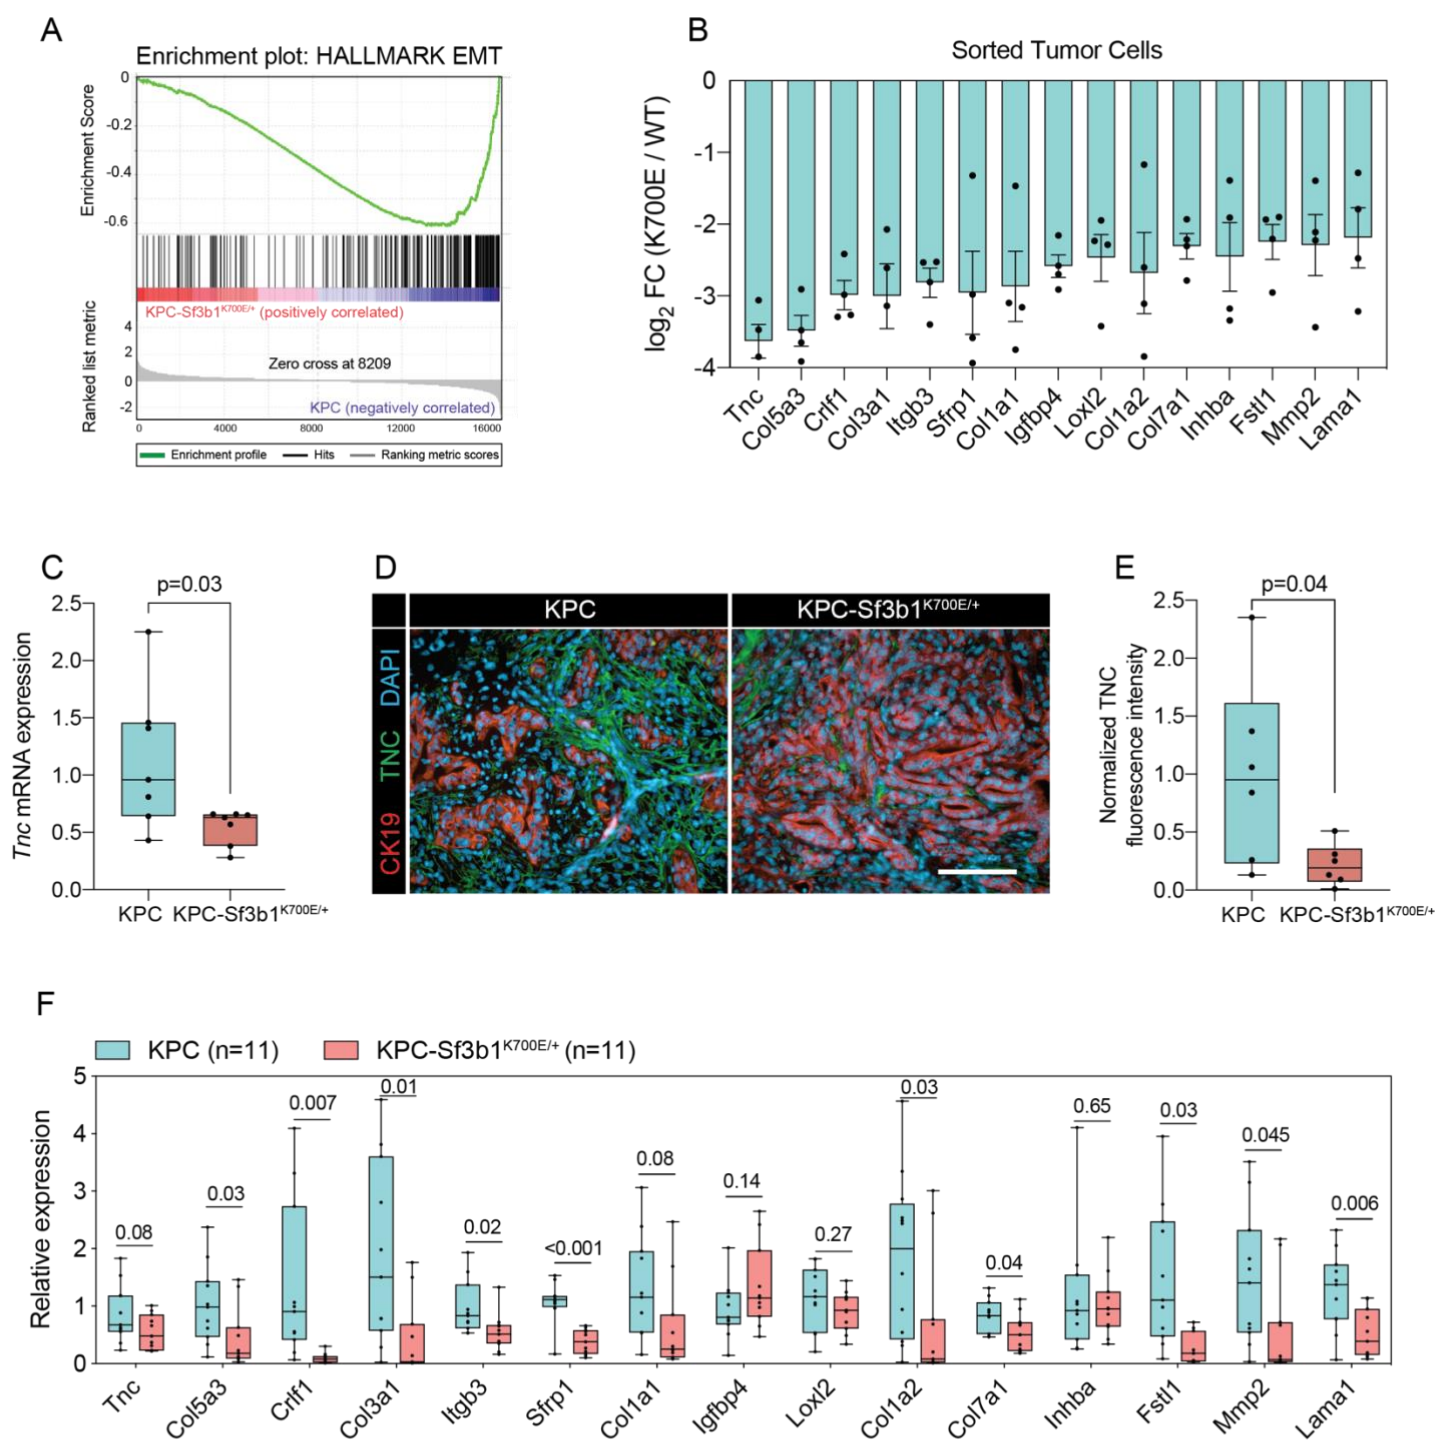 A
Enrichment plot: HALLMARK EMT
Enrichment Score
0
-0.2
-0.4
-0.6
KPC-Sf3b1K700E/+ (positively correlated)
Ranked list metric
4
2
0
-2
Zero cross at 8209
KPC (negatively correlated)
0 4000 8000 12000 16000
Enrichment profile Hits Ranking metric scores
B
Sorted Tumor Cells
log2 FC (K700E / WT)
0
-1
-2
-3
-4
Tnc Col5a3 Crlf1 Col3a1 Itgb3 Sfrp1 Col1a1 Igfbp4 Loxl2 Col1a2 Col7a1 Inhba Fstl1 Mmp2 Lama1
C
p=0.03
Tnc mRNA expression
2.5
2.0
1.5
1.0
0.5
0.0
KPC KPC-Sf3b1K700E/+
D
KPC KPC-Sf3b1K700E/+
CK19 TNC DAPI
E
p=0.04
Normalized TNC
fluorescence intensity
2.5
2.0
1.5
1.0
0.5
0.0
KPC KPC-Sf3b1K700E/+
F
KPC (n=11) KPC-Sf3b1K700E/+ (n=11)
Relative expression
5
4
3
2
1
0
0.08 0.03 0.007 0.01 0.02 <0.001 0.08 0.14 0.27 0.03 0.04 0.65 0.03 0.045 0.006
Tnc Col5a3 Crlf1 Col3a1 Itgb3 Sfrp1 Col1a1 Igfbp4 Loxl2 Col1a2 Col7a1 Inhba Fstl1 Mmp2 Lama1